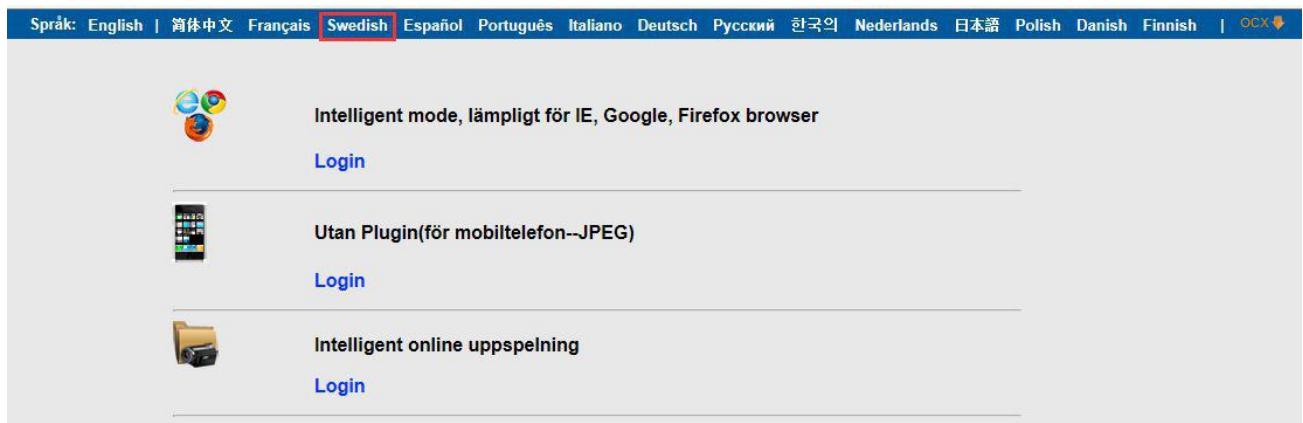 Språk: English | 简体中文 Français Swedish Español Português Italiano Deutsch Русский 한국의 Nederlands 日本語 Polish Danish Finnish | OCX
Intelligent mode, lämpligt för IE, Google, Firefox browser
Login
Utan Plugin(för mobiltelefon--JPEG)
Login
Intelligent online uppspelning
Login